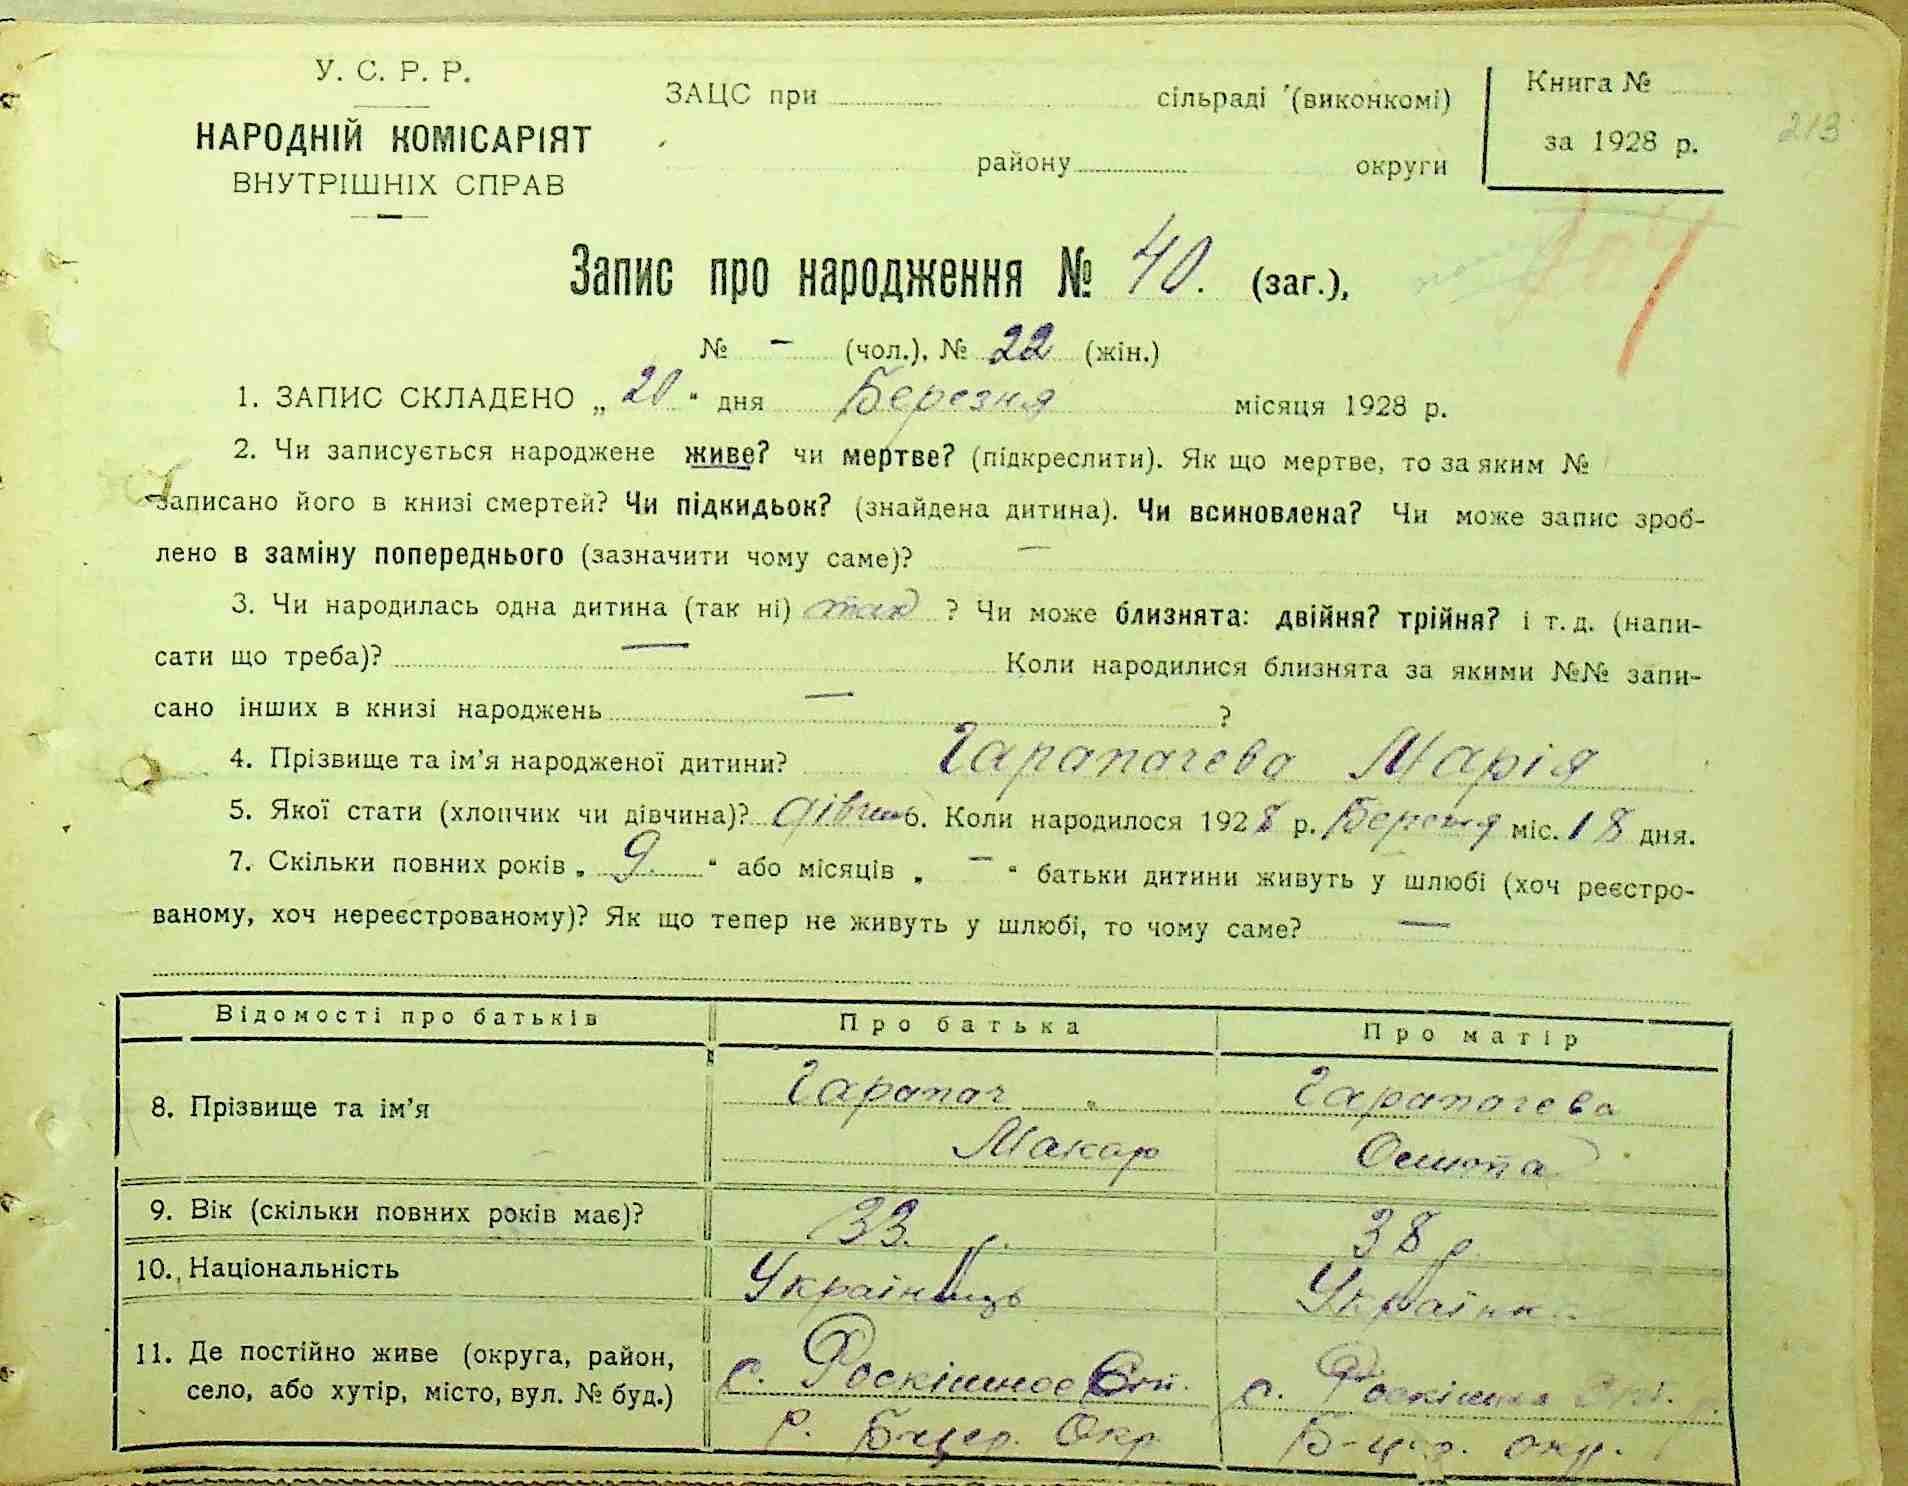 У. С. Р. Р.
НАРОДНІЙ КОМІСАРІЯТ
ВНУТРІШНІХ СПРАВ
ЗАЦС при сільраді (виконкомі)
району округи
Книга №
за 1928 р.
213
Запис про народження № 40. (заг.),
№ – (чол.), № 22 (жін.)
1. ЗАПИС СКЛАДЕНО „ 20 “ дня Березня місяця 1928 р.
2. Чи записується народжене живе? чи мертве? (підкреслити). Як що мертве, то за яким №
записано його в книзі смертей? Чи підкидьок? (знайдена дитина). Чи всиновлена? Чи може запис зроб-
лено в заміну попереднього (зазначити чому саме)? —
3. Чи народилась одна дитина (так ні) так ? Чи може близнята: двійня? трійня? і т. д. (напи-
сати що треба)? — Коли народилися близнята за якими №№ запи-
сано інших в книзі народжень — ?
4. Прізвище та ім’я народженої дитини? Гарапачева Марія
5. Якої стати (хлопчик чи дівчина)? дівчин 6. Коли народилося 1928 р. Березня міс. 18 дня.
7. Скільки повних років „ 9 “ або місяців „ – “ батьки дитини живуть у шлюбі (хоч реєстро-
ваному, хоч нереєстрованому)? Як що тепер не живуть у шлюбі, то чому саме? —
Відомості про батьків Про батька Про матір
8. Прізвище та ім’я Гарапач Гарапачева
Макар
9. Вік (скільки повних років має)? 33 р. 38 р.
10. Національність Українець Українка
11. Де постійно живе (округа, район,
село, або хутір, місто, вул. № буд.)
с. Роскішное с. Роскішна
Р. Б-цер. Окр. Б-ц. окр.